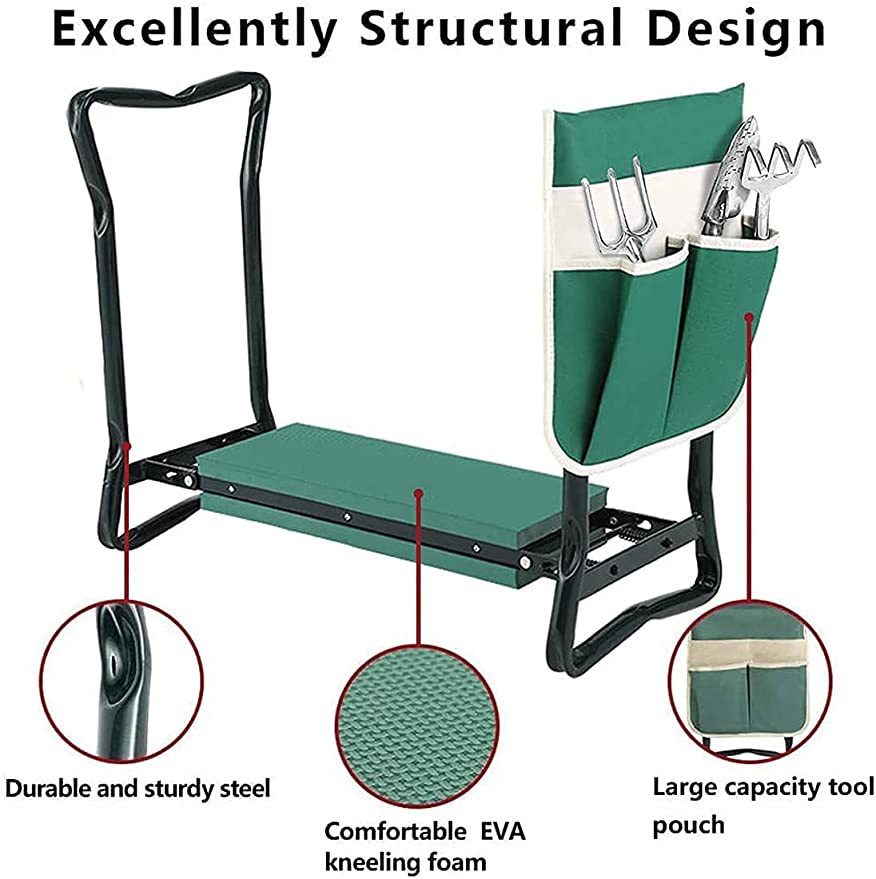 Excellently Structural Design
Durable and sturdy steel
Comfortable EVA
kneeling foam
Large capacity tool
pouch